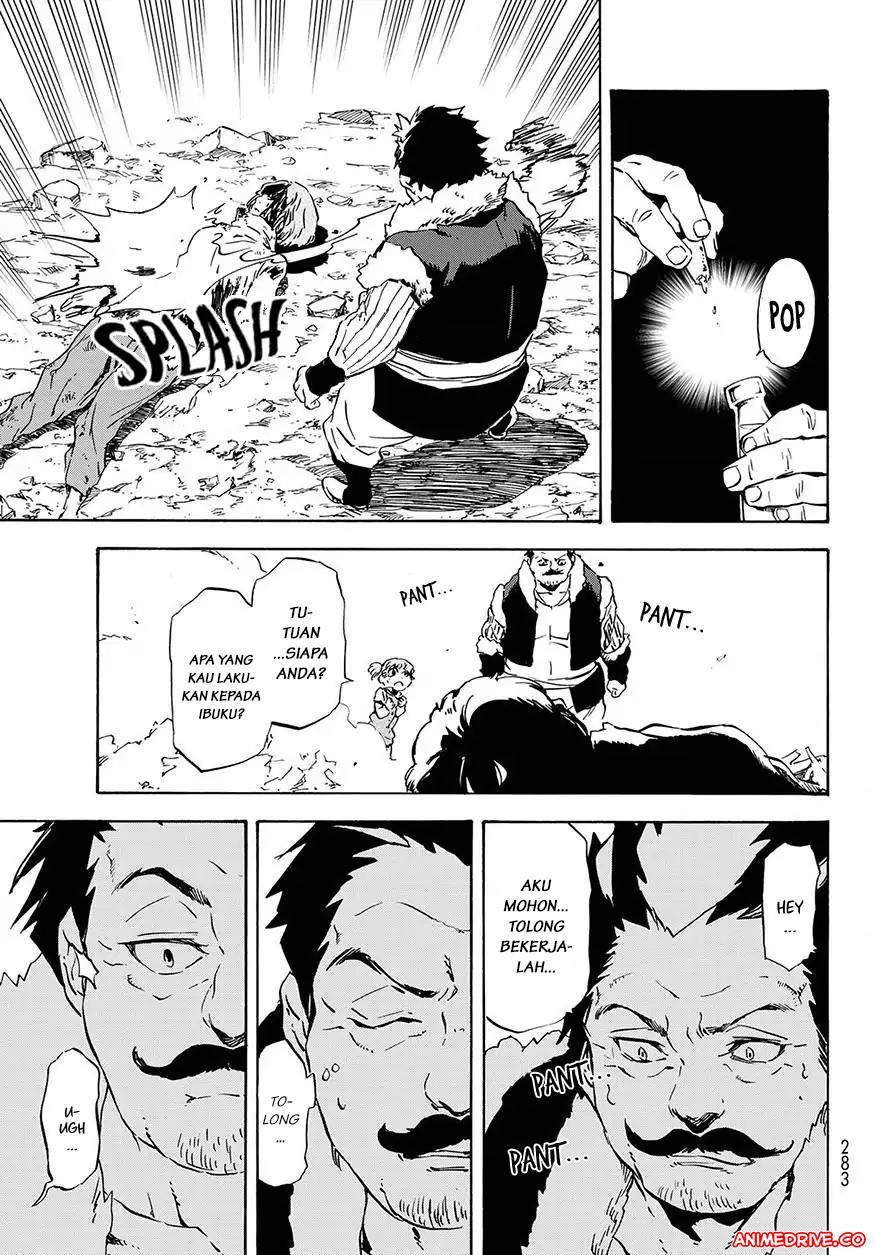 POP
SPLASH
PANT...
TU-
TUAN
...SIAPA
ANDA?
APA YANG
KAU LAKU-
KAN KEPADA
IBUKU?
PANT...
HEY
...
AKU
MOHON...
TOLONG
BEKERJA-
LAH...
PANT...
PANT...
TO-
LONG
...
U-
UGH
...
283
ANIMEDRIVE.CO